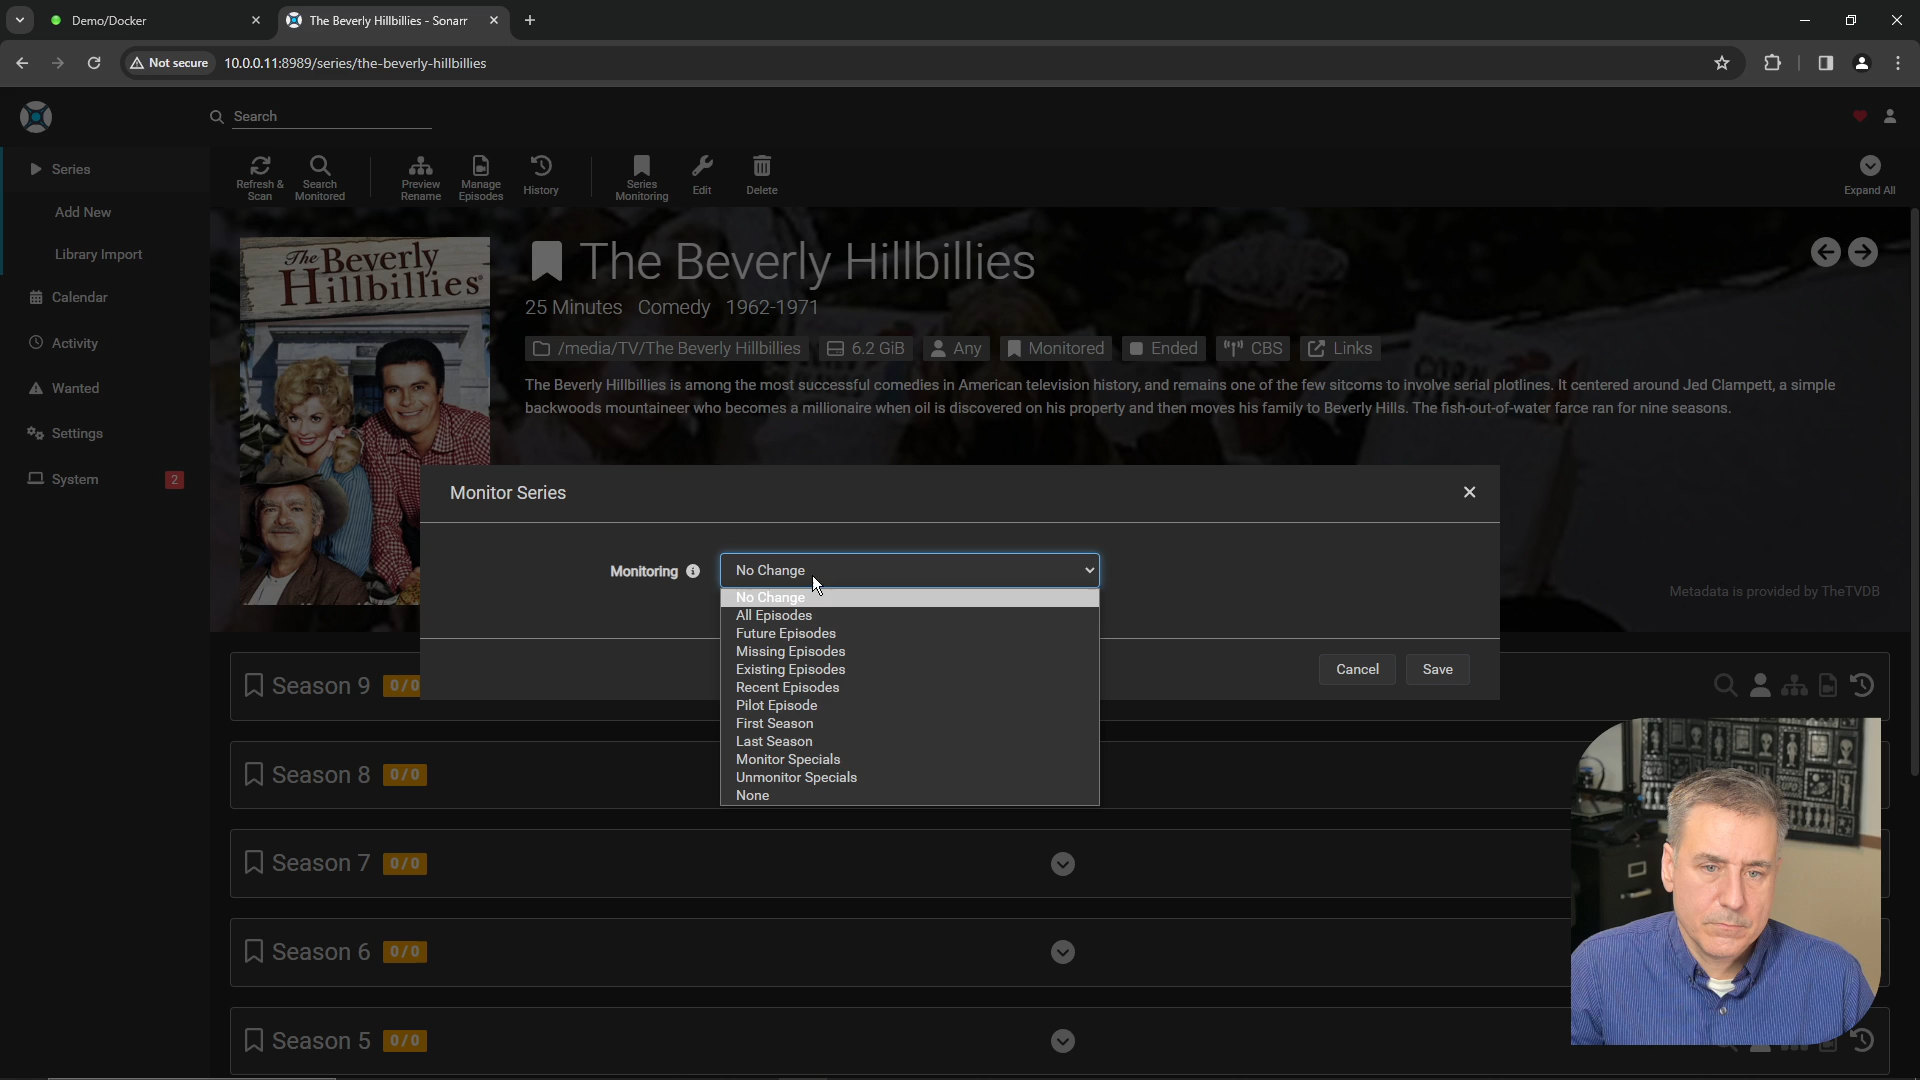 Demo/Docker
The Beverly Hillbillies - Sonarr
Not secure
10.0.0.11:8989/series/the-beverly-hillbillies
Search
Series
Add New
Library Import
Calendar
Activity
Wanted
Settings
System
2
Refresh & Scan
Search Monitored
Preview Rename
Manage Episodes
History
Series Monitoring
Edit
Delete
Expand All
The Beverly Hillbillies
The Beverly Hillbillies
25 Minutes Comedy 1962-1971
/media/TV/The Beverly Hillbillies
6.2 GiB
Any
Monitored
Ended
CBS
Links
The Beverly Hillbillies is among the most successful comedies in American television history, and remains one of the few sitcoms to involve serial plotlines. It centered around Jed Clampett, a simple
backwoods mountaineer who becomes a millionaire when oil is discovered on his property and then moves his family to Beverly Hills. The fish-out-of-water farce ran for nine seasons.
Metadata is provided by TheTVDB
Monitor Series
Monitoring
No Change
No Change
All Episodes
Future Episodes
Missing Episodes
Existing Episodes
Recent Episodes
Pilot Episode
First Season
Last Season
Monitor Specials
Unmonitor Specials
None
Cancel
Save
Season 9 0/0
Season 8 0/0
Season 7 0/0
Season 6 0/0
Season 5 0/0